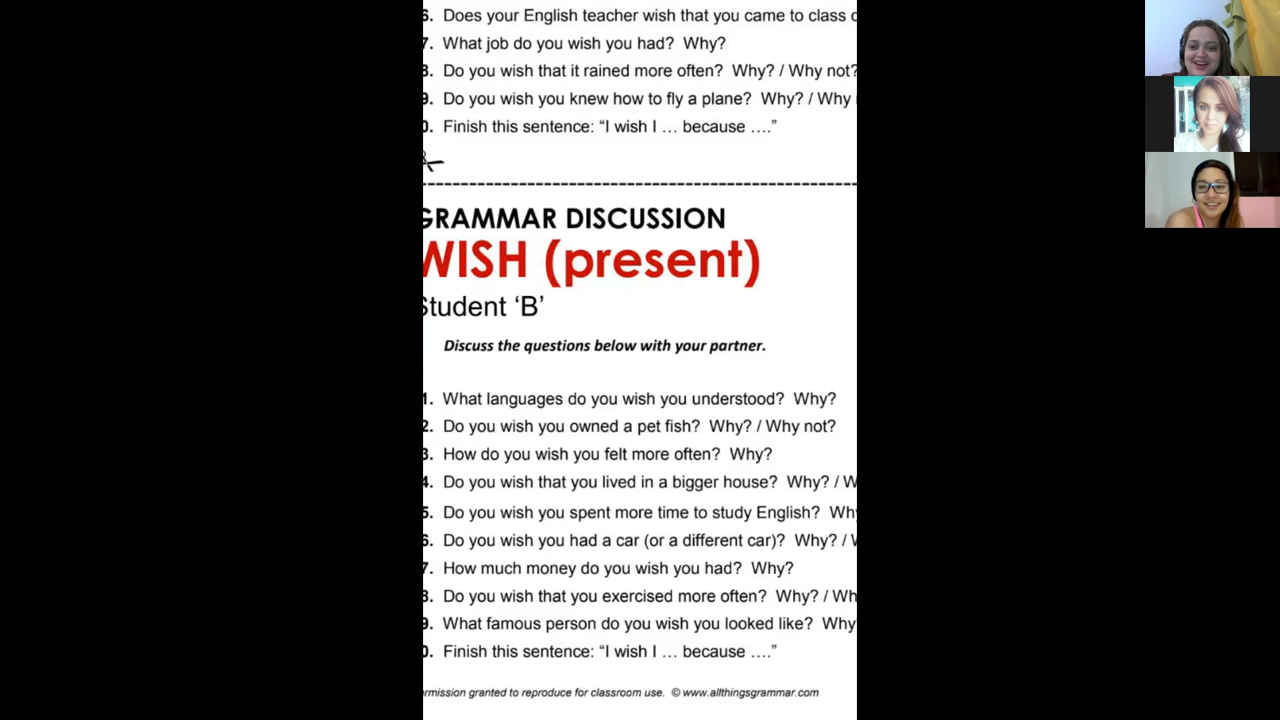 6. Does your English teacher wish that you came to class
7. What job do you wish you had? Why?
8. Do you wish that it rained more often? Why? / Why not?
9. Do you wish you knew how to fly a plane? Why? / Why
0. Finish this sentence: “I wish I … because ….”
GRAMMAR DISCUSSION
WISH (present)
Student ‘B’
Discuss the questions below with your partner.
1. What languages do you wish you understood? Why?
2. Do you wish you owned a pet fish? Why? / Why not?
3. How do you wish you felt more often? Why?
4. Do you wish that you lived in a bigger house? Why? /
5. Do you wish you spent more time to study English? Why
6. Do you wish you had a car (or a different car)? Why? /
7. How much money do you wish you had? Why?
8. Do you wish that you exercised more often? Why? / Wh
9. What famous person do you wish you looked like? Why
0. Finish this sentence: “I wish I … because ….”
ermission granted to reproduce for classroom use. © www.allthingsgrammar.com